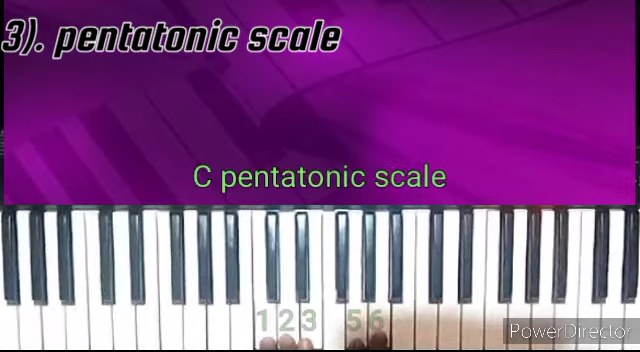 3). pentatonic scale
C pentatonic scale
1 2 3 5 6
PowerDirector